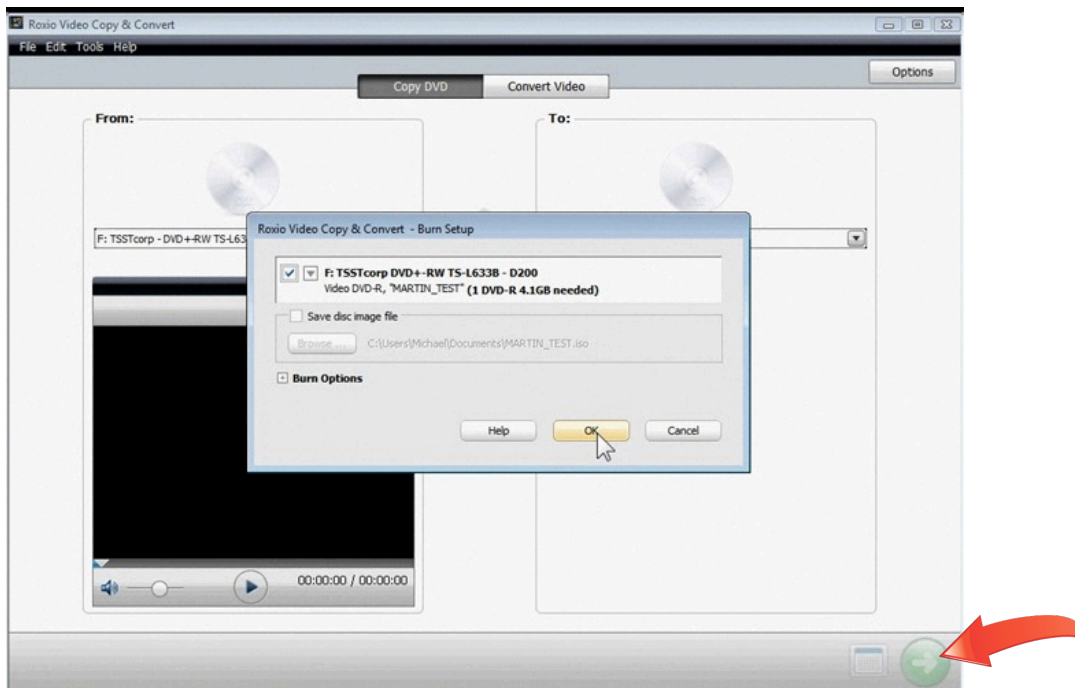 Roxio Video Copy & Convert
File Edit Tools Help
Options
Copy DVD Convert Video
From: To:
F: TSSTcorp - DVD+-RW TS-L63
Roxio Video Copy & Convert - Burn Setup
F: TSSTcorp DVD+-RW TS-L633B - D200
Video DVD-R, "MARTIN_TEST" (1 DVD-R 4.1GB needed)
Save disc image file
Browse ... C:\Users\Michael\Documents\MARTIN_TEST.iso
Burn Options
Help OK Cancel
00:00:00 / 00:00:00